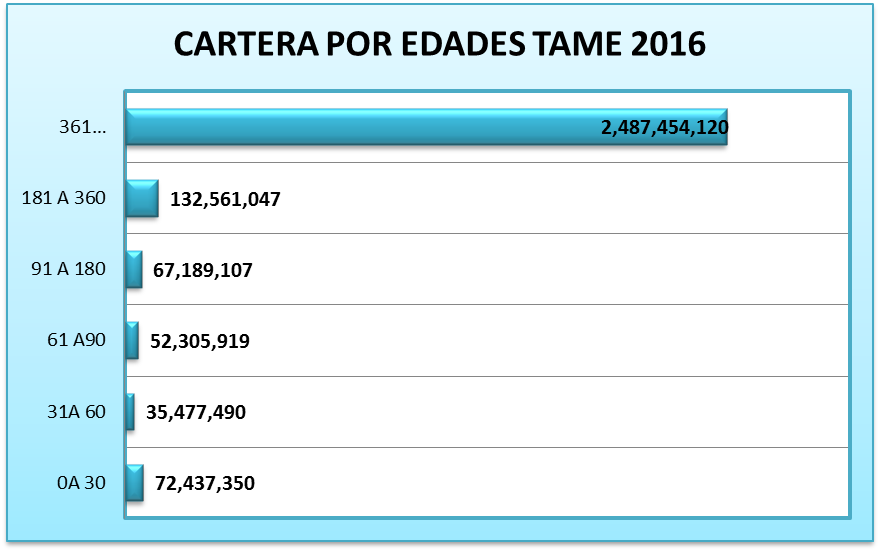 CARTERA POR EDADES TAME 2016
361... 2,487,454,120
181 A 360 132,561,047
91 A 180 67,189,107
61 A90 52,305,919
31A 60 35,477,490
0A 30 72,437,350